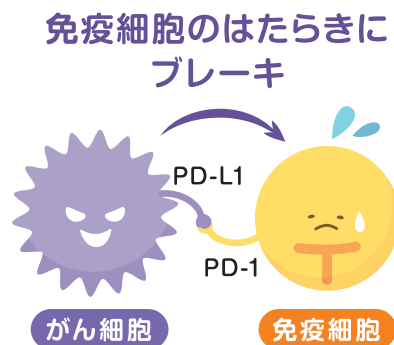 免疫細胞のはたらきに
ブレーキ
PD-L1
PD-1
がん細胞
免疫細胞